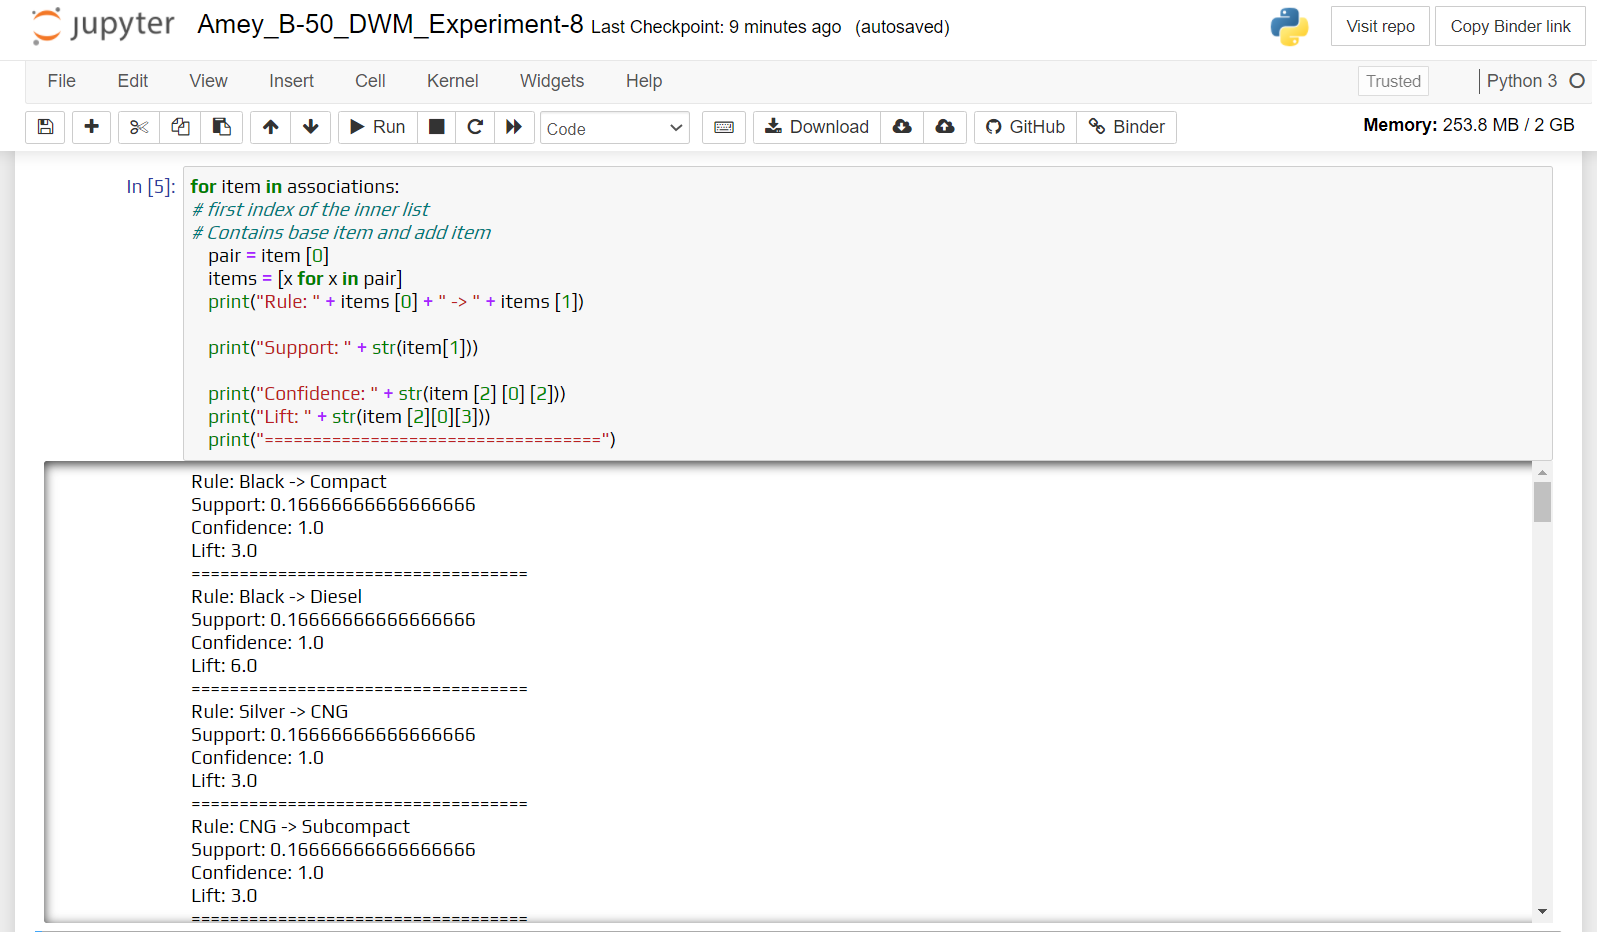 jupyter Amey_B-50_DWM_Experiment-8 Last Checkpoint: 9 minutes ago (autosaved) Visit repo Copy Binder link
File Edit View Insert Cell Kernel Widgets Help Trusted Python 3
Run Code Download GitHub Binder Memory: 253.8 MB / 2 GB
In [5]: for item in associations:
# first index of the inner list
# Contains base item and add item
pair = item [0]
items = [x for x in pair]
print("Rule: " + items [0] + " -> " + items [1])
print("Support: " + str(item[1]))
print("Confidence: " + str(item [2] [0] [2]))
print("Lift: " + str(item [2][0][3]))
print("===================================")
Rule: Black -> Compact
Support: 0.16666666666666666
Confidence: 1.0
Lift: 3.0
===================================
Rule: Black -> Diesel
Support: 0.16666666666666666
Confidence: 1.0
Lift: 6.0
===================================
Rule: Silver -> CNG
Support: 0.16666666666666666
Confidence: 1.0
Lift: 3.0
===================================
Rule: CNG -> Subcompact
Support: 0.16666666666666666
Confidence: 1.0
Lift: 3.0
===================================